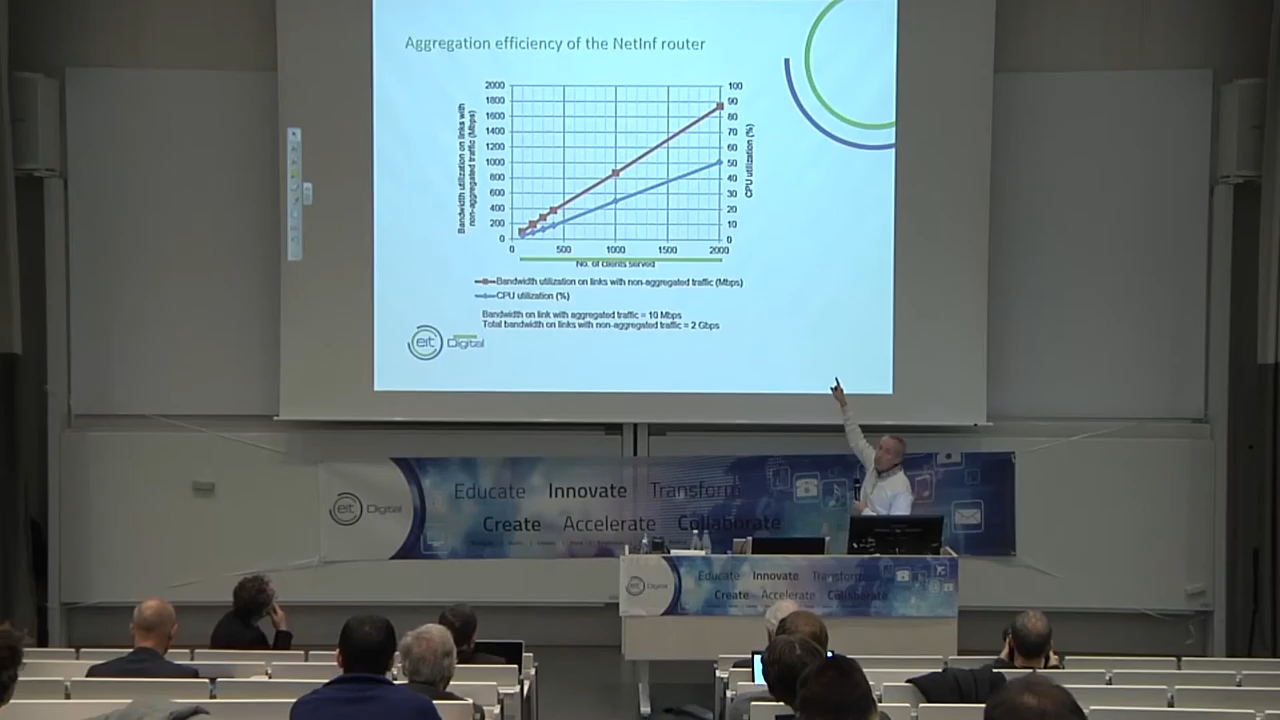 Aggregation efficiency of the NetInf router
Bandwidth utilization on links with
non-aggregated traffic (Mbps)
2000
1800
1600
1400
1200
1000
800
600
400
200
0
100
90
80
70
60
50
40
30
20
10
0
CPU utilization (%)
0 500 1000 1500 2000
No. of clients served
Bandwidth utilization on links with non-aggregated traffic (Mbps)
CPU utilization (%)
Bandwidth on link with aggregated traffic = 10 Mbps
Total bandwidth on links with non-aggregated traffic = 2 Gbps
eit Digital
eit Digital
Educate Innovate Transform
Create Accelerate Collaborate
eit Digital
Educate Innovate Transform
Create Accelerate Collaborate